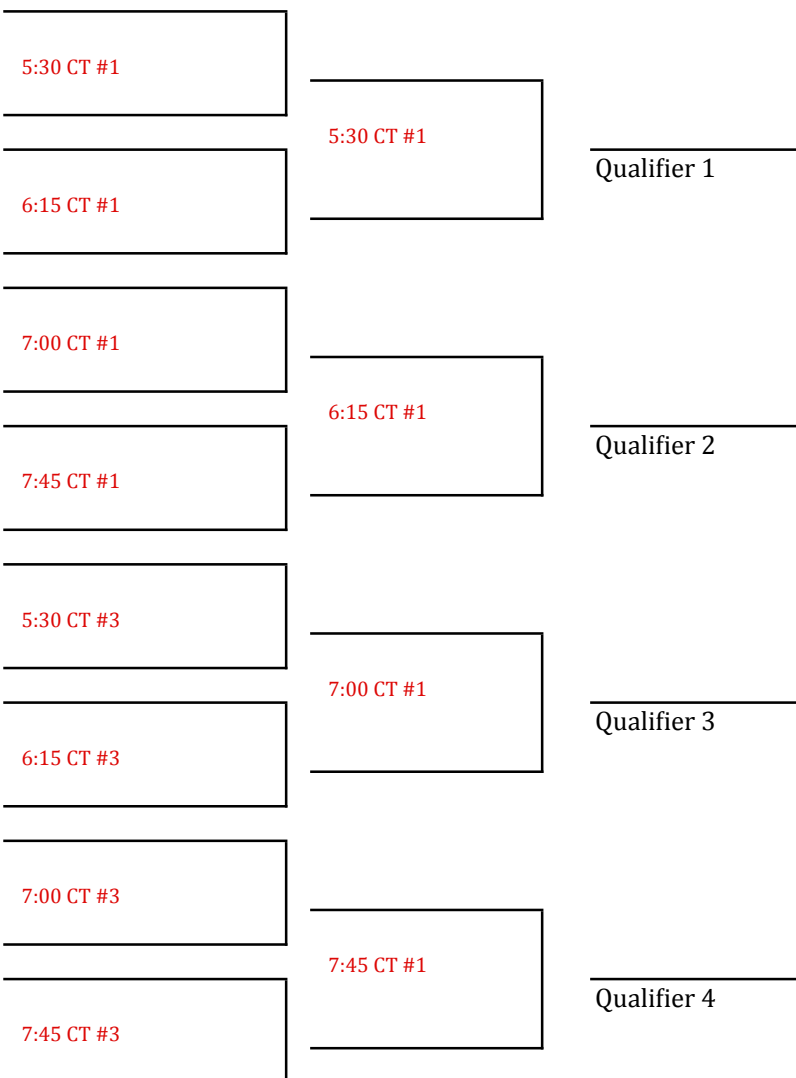 5:30 CT #1
5:30 CT #1
Qualifier 1
6:15 CT #1
7:00 CT #1
6:15 CT #1
Qualifier 2
7:45 CT #1
5:30 CT #3
7:00 CT #1
Qualifier 3
6:15 CT #3
7:00 CT #3
7:45 CT #1
Qualifier 4
7:45 CT #3